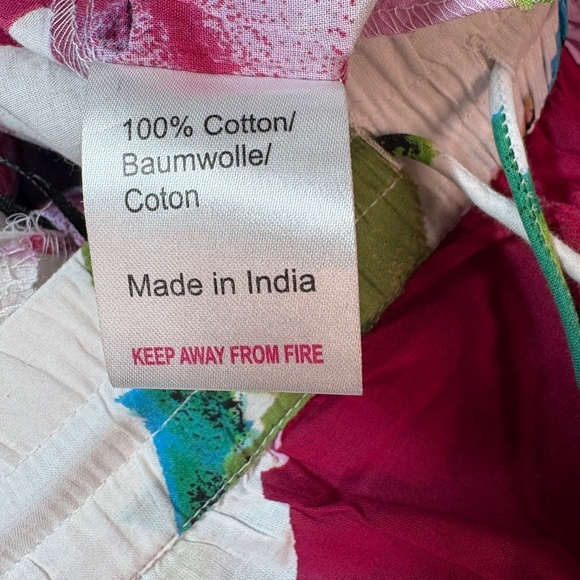 100% Cotton/
Baumwolle/
Coton
Made in India
KEEP AWAY FROM FIRE